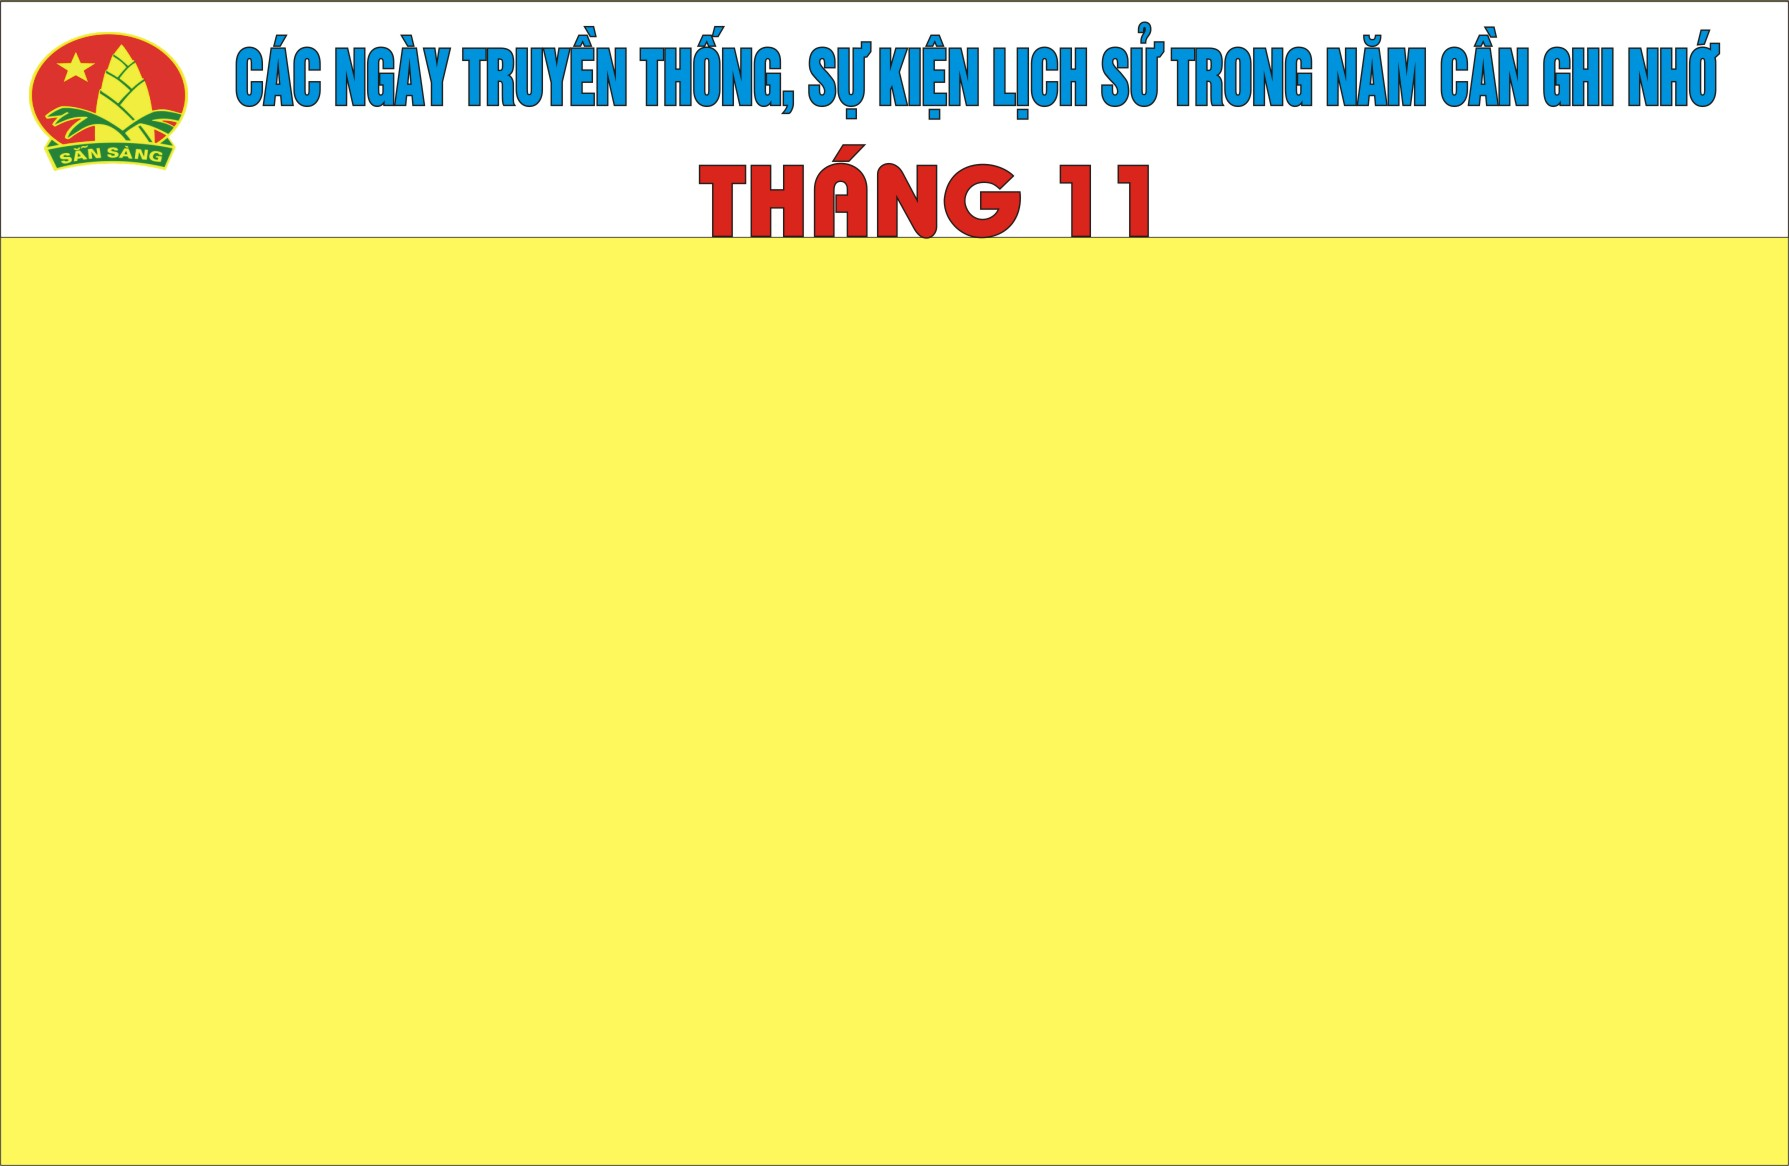 CÁC NGÀY TRUYỀN THỐNG, SỰ KIỆN LỊCH SỬ TRONG NĂM CẦN GHI NHỚ
THÁNG 11
SẴN SÀNG